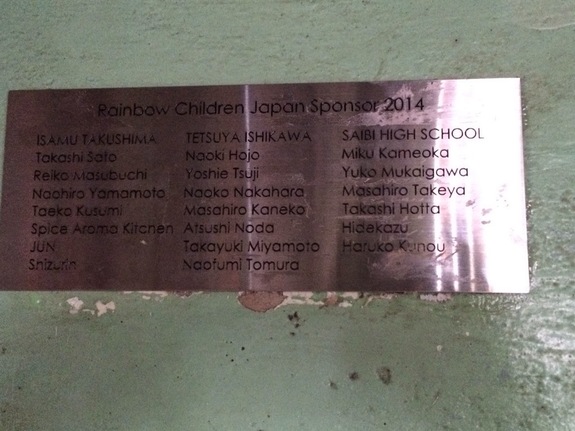 Rainbow Children Japan Sponsor 2014
ISAMU TAKUSHIMA TETSUYA ISHIKAWA SAIBI HIGH SCHOOL
Takashi Sato Naoki Hojo Miku Kameoka
Reiko Masubuchi Yoshie Tsuji Yuko Mukaigawa
Naohiro Yamamoto Naoko Nakahara Masahiro Takeya
Taeko Kusumi Masahiro Kaneko Takashi Hotta
Spice Aroma Kitchen Atsushi Noda Hidekazu
JUN Takayuki Miyamoto Haruko Kunou
Shizurin Naofumi Tomura